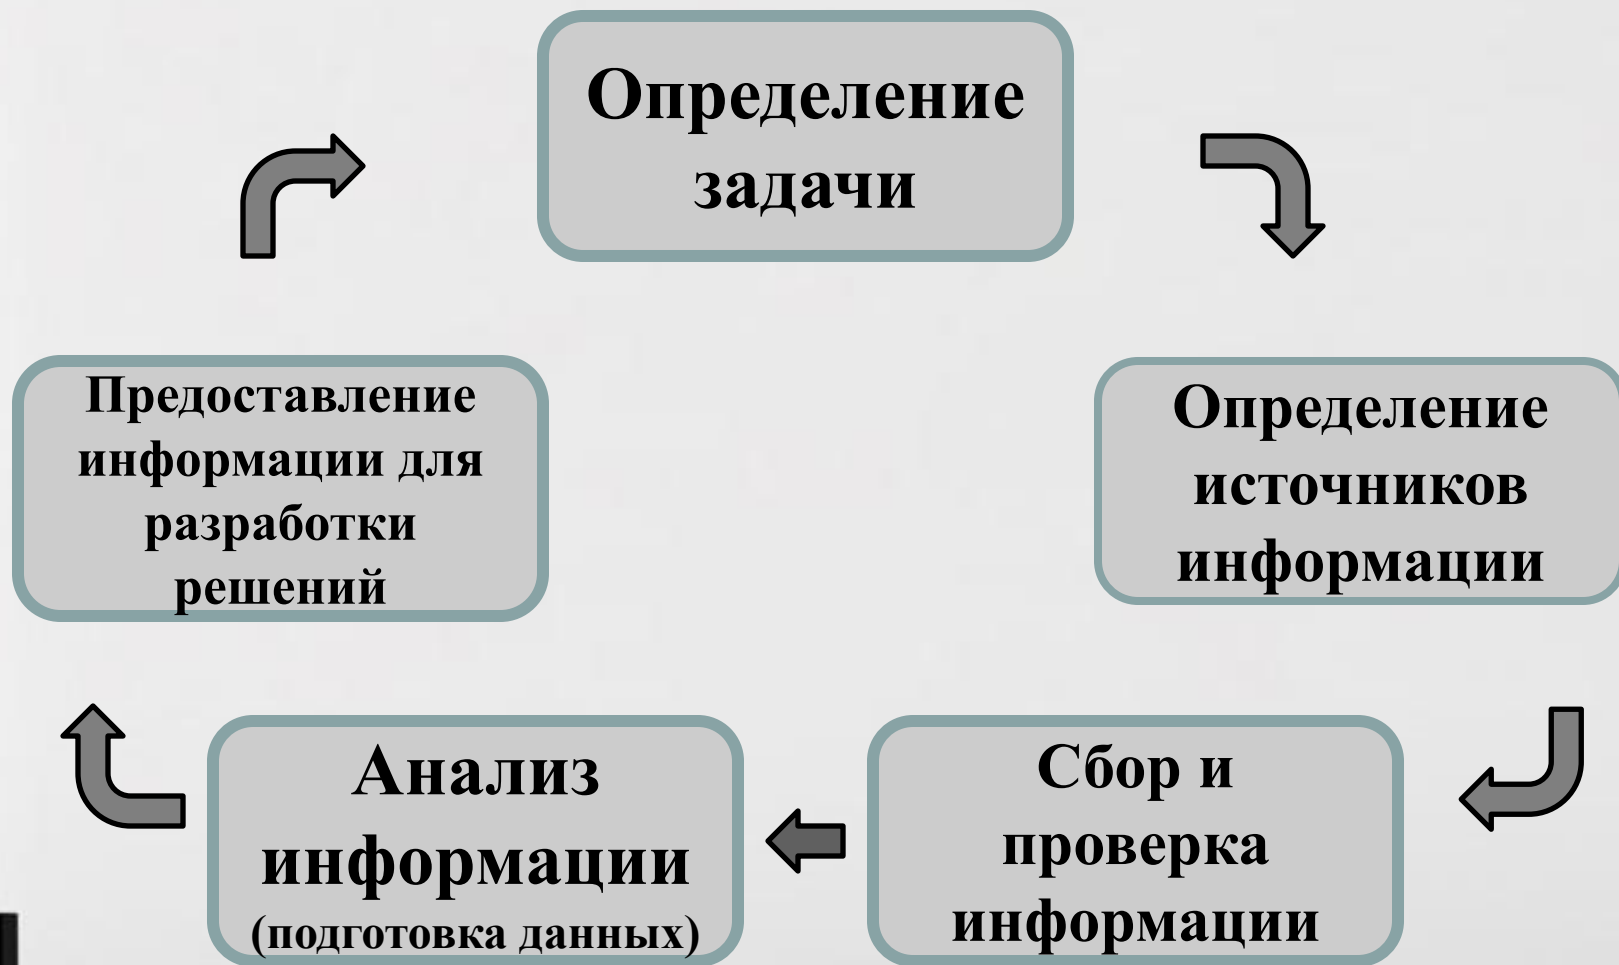 Определение
задачи
Определение
источников
информации
Сбор и
проверка
информации
Анализ
информации
(подготовка данных)
Предоставление
информации для
разработки
решений